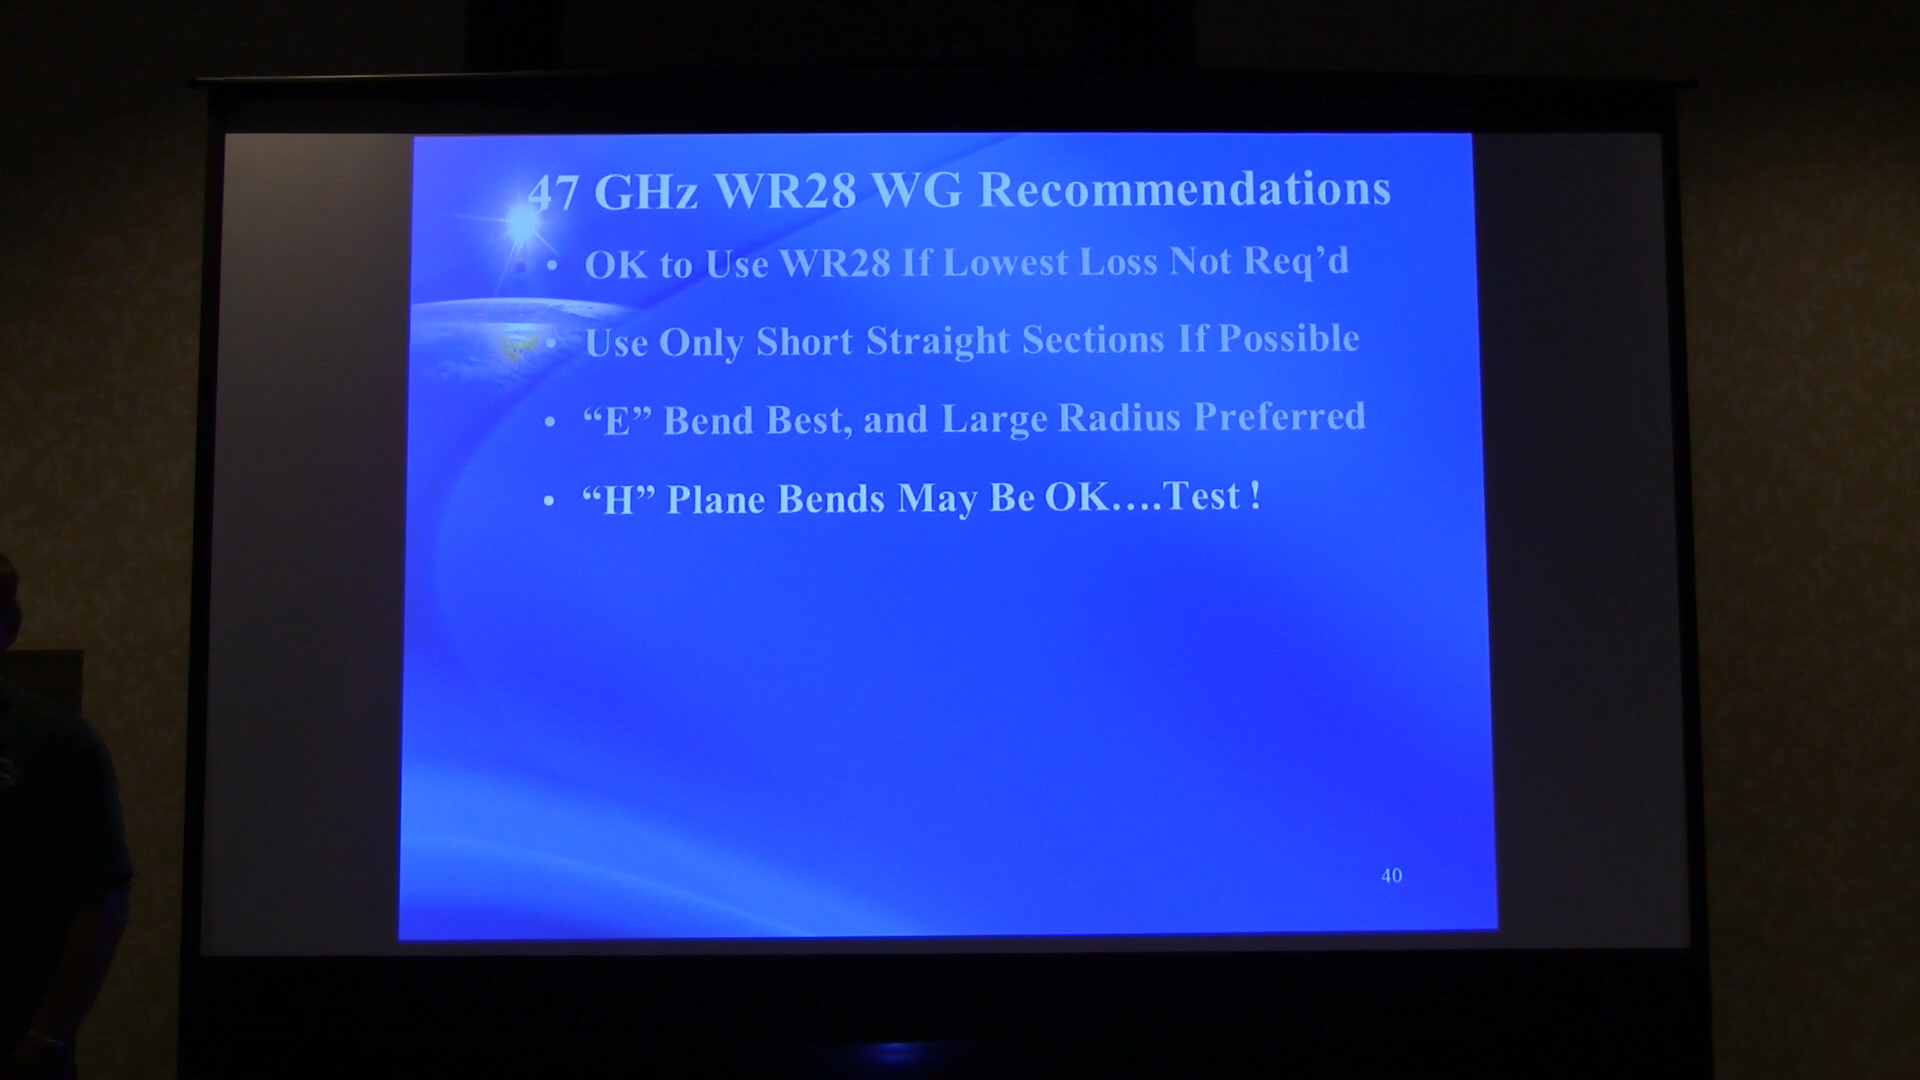 47 GHz WR28 WG Recommendations
• OK to Use WR28 If Lowest Loss Not Req’d
• Use Only Short Straight Sections If Possible
• “E” Bend Best, and Large Radius Preferred
• “H” Plane Bends May Be OK….Test !
40